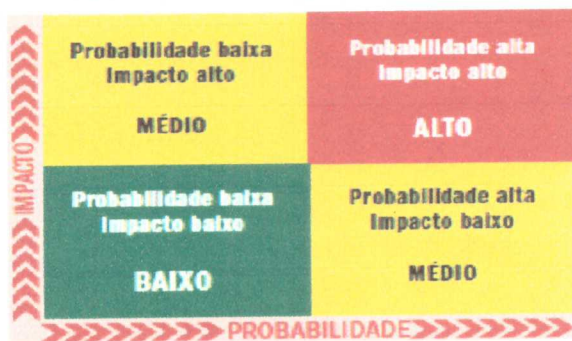 Probabilidade baixa
Impacto alto
MÉDIO
Probabilidade alta
Impacto alto
ALTO
IMPACTO
Probabilidade baixa
Impacto baixo
BAIXO
Probabilidade alta
Impacto baixo
MÉDIO
PROBABILIDADE